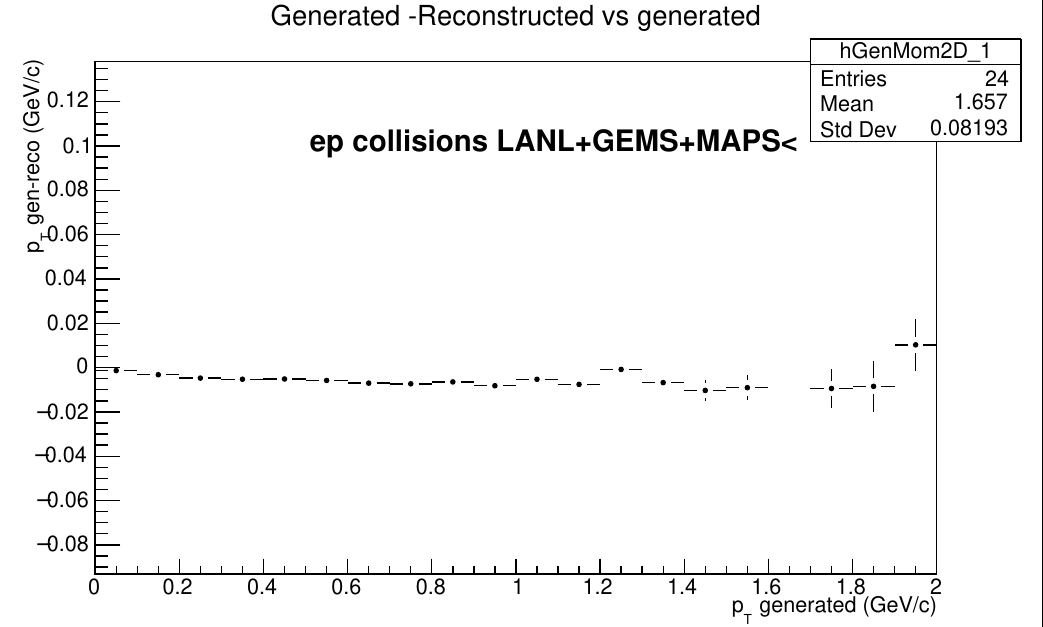 Generated -Reconstructed vs generated
hGenMom2D_1
Entries 24
Mean 1.657
Std Dev 0.08193
ep collisions LANL+GEMS+MAPS<
p_T gen-reco (GeV/c)
0.12
0.1
0.08
0.06
0.04
0.02
0
−0.02
−0.04
−0.06
−0.08
0 0.2 0.4 0.6 0.8 1 1.2 1.4 1.6 1.8 2
p_T generated (GeV/c)